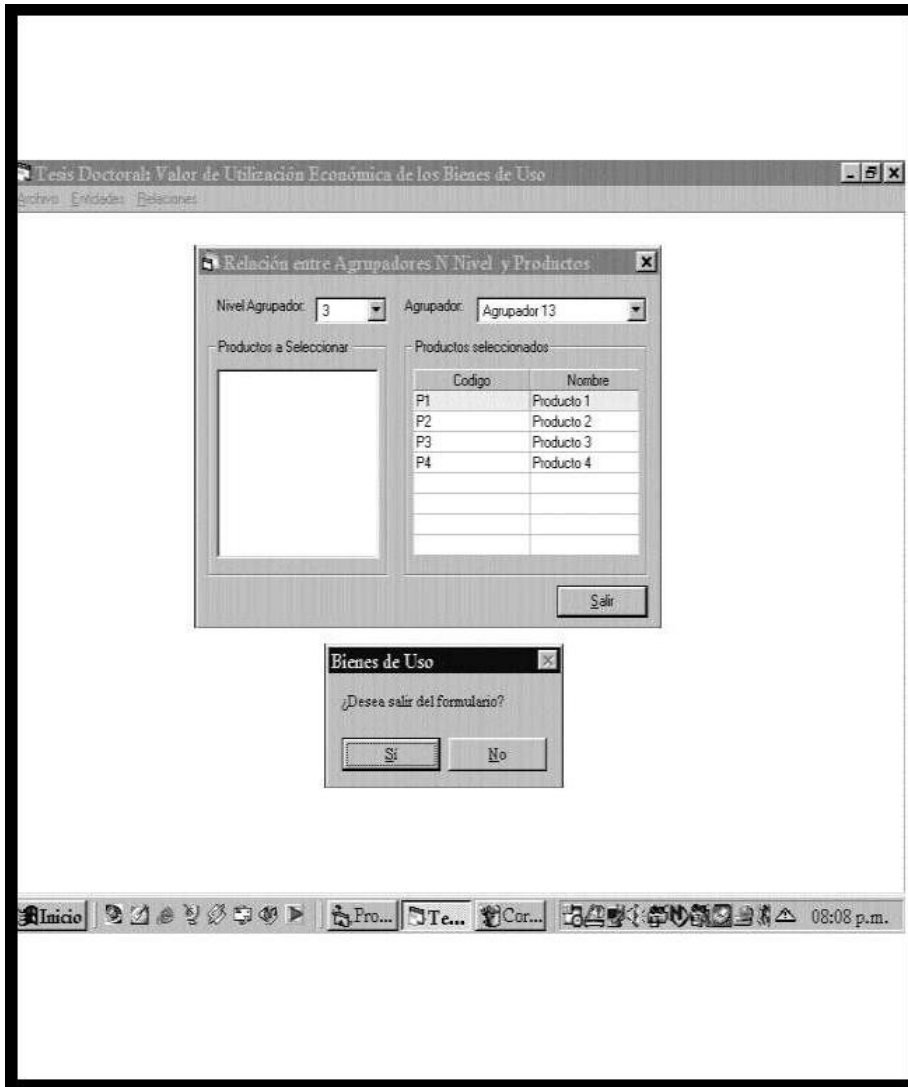 Tesis Doctoral: Valor de Utilización Económica de los Bienes de Uso
Archivo Entidades Relaciones
Relación entre Agrupadores N Nivel y Productos
Nivel Agrupador: 3 Agrupador: Agrupador 13
Productos a Seleccionar Productos seleccionados
Codigo Nombre
P1 Producto 1
P2 Producto 2
P3 Producto 3
P4 Producto 4
Salir
Bienes de Uso
¿Desea salir del formulario?
Sí No
Inicio Pro... Te... Cor... 08:08 p.m.